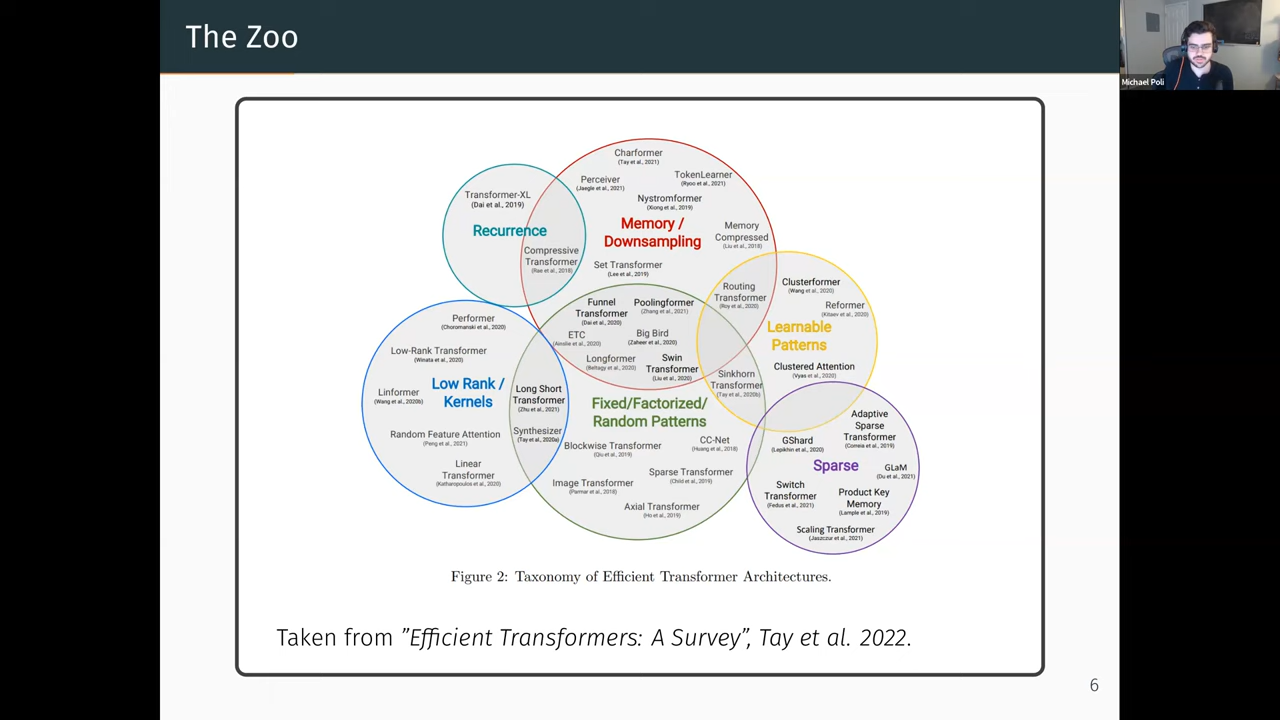 The Zoo
Michael Poli
Charformer
(Tay et al., 2021)
Perceiver
(Jaegle et al., 2021)
TokenLearner
(Ryoo et al., 2021)
Nystromformer
(Xiong et al., 2019)
Transformer-XL
(Dai et al., 2019)
Recurrence
Memory /
Downsampling
Memory
Compressed
(Liu et al., 2018)
Compressive
Transformer
(Rae et al., 2018)
Set Transformer
(Lee et al., 2019)
Routing
Transformer
(Roy et al., 2020)
Clusterformer
(Wang et al., 2020)
Reformer
(Kitaev et al., 2020)
Learnable
Patterns
Clustered Attention
(Vyas et al., 2020)
Funnel
Transformer
(Dai et al., 2020)
Poolingformer
(Zhang et al., 2021)
ETC
(Ainslie et al., 2020)
Big Bird
(Zaheer et al., 2020)
Longformer
(Beltagy et al., 2020)
Swin
Transformer
(Liu et al., 2020)
Sinkhorn
Transformer
(Tay et al., 2020b)
Performer
(Choromanski et al., 2020)
Low-Rank Transformer
(Winata et al., 2020)
Linformer
(Wang et al., 2020b)
Low Rank /
Kernels
Long Short
Transformer
(Zhu et al., 2021)
Synthesizer
(Tay et al., 2020a)
Random Feature Attention
(Peng et al., 2021)
Linear
Transformer
(Katharopoulos et al., 2020)
Fixed/Factorized/
Random Patterns
Blockwise Transformer
(Qiu et al., 2019)
CC-Net
(Huang et al., 2018)
Sparse Transformer
(Child et al., 2019)
Image Transformer
(Parmar et al., 2018)
Axial Transformer
(Ho et al., 2019)
Adaptive
Sparse
Transformer
(Correia et al., 2019)
GShard
(Lepikhin et al., 2020)
Sparse
GLaM
(Du et al., 2021)
Switch
Transformer
(Fedus et al., 2021)
Product Key
Memory
(Lample et al., 2019)
Scaling Transformer
(Jaszczur et al., 2021)
Figure 2: Taxonomy of Efficient Transformer Architectures.
Taken from ”Efficient Transformers: A Survey”, Tay et al. 2022.
6